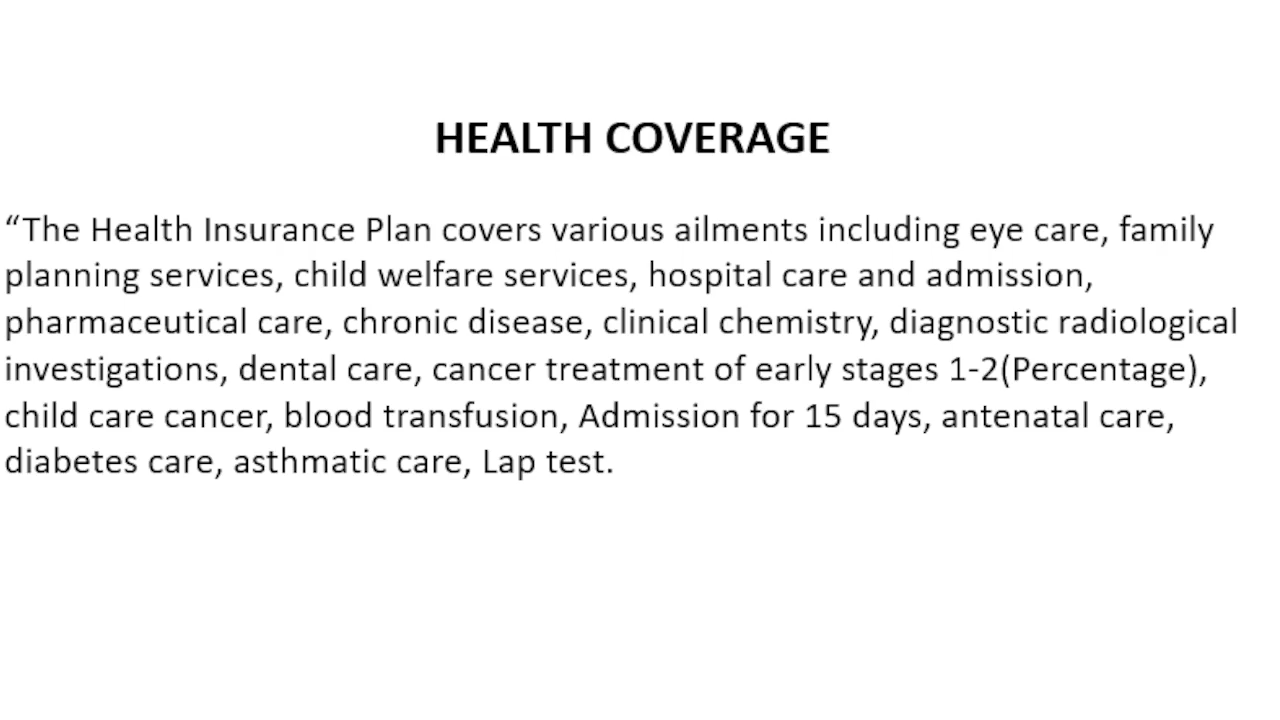 HEALTH COVERAGE
“The Health Insurance Plan covers various ailments including eye care, family
planning services, child welfare services, hospital care and admission,
pharmaceutical care, chronic disease, clinical chemistry, diagnostic radiological
investigations, dental care, cancer treatment of early stages 1-2(Percentage),
child care cancer, blood transfusion, Admission for 15 days, antenatal care,
diabetes care, asthmatic care, Lap test.